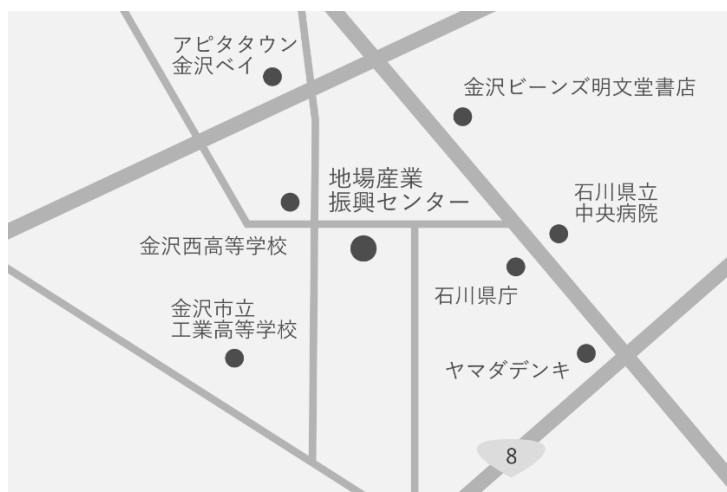 アピタタウン
金沢ベイ
金沢ビーンズ明文堂書店
地場産業
振興センター
石川県立
中央病院
金沢西高等学校
石川県庁
金沢市立
工業高等学校
ヤマダデンキ
8